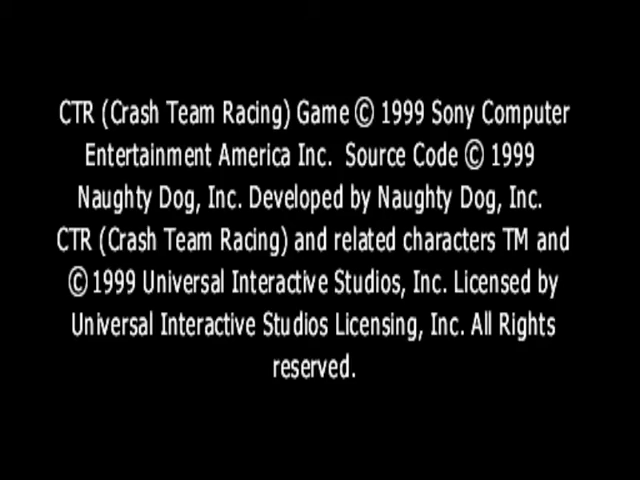 CTR (Crash Team Racing) Game © 1999 Sony Computer
Entertainment America Inc. Source Code © 1999
Naughty Dog, Inc. Developed by Naughty Dog, Inc.
CTR (Crash Team Racing) and related characters TM and
© 1999 Universal Interactive Studios, Inc. Licensed by
Universal Interactive Studios Licensing, Inc. All Rights
reserved.